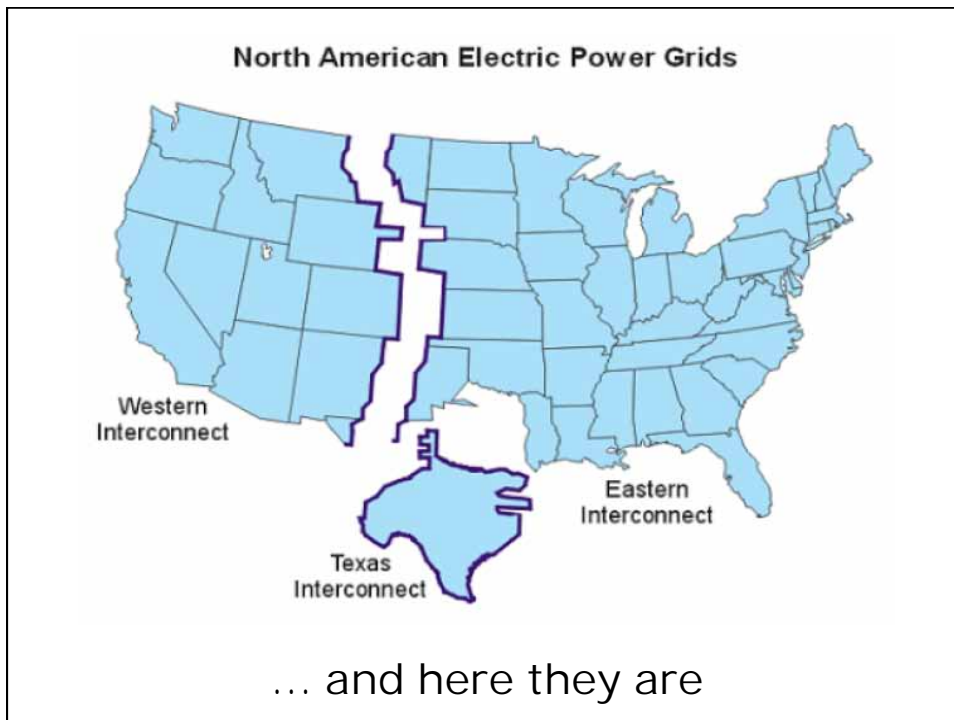 North American Electric Power Grids
Western
Interconnect
Eastern
Interconnect
Texas
Interconnect
... and here they are